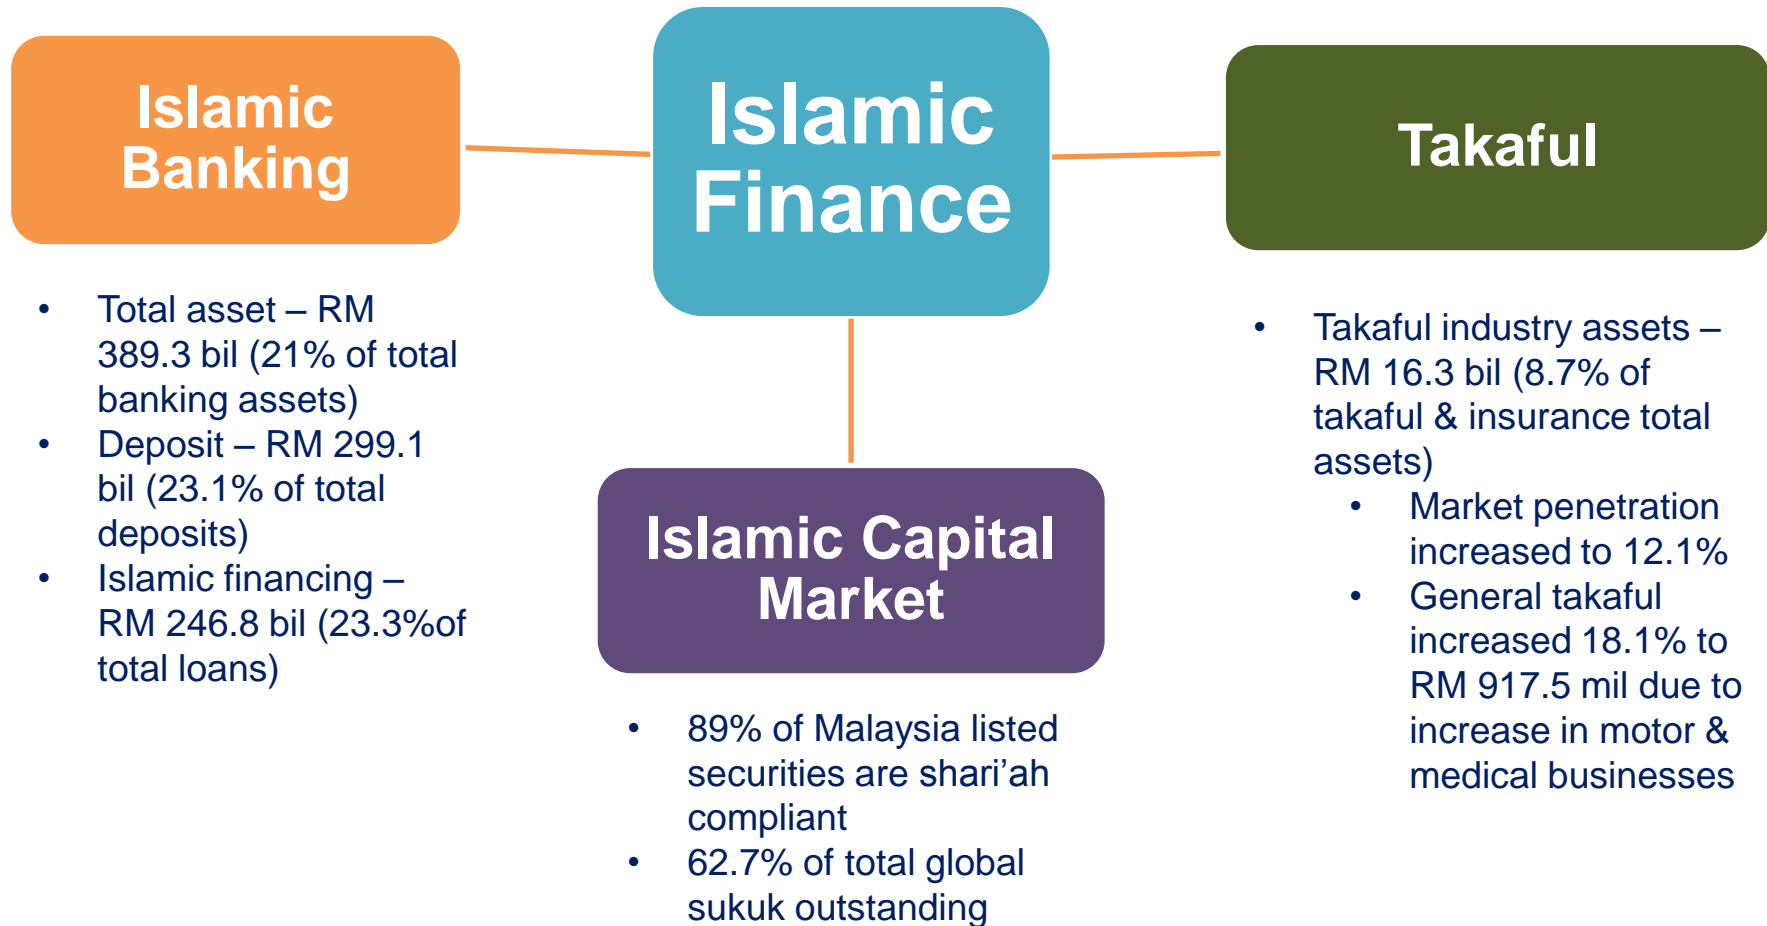 Islamic
Banking
Islamic
Finance
Takaful
• Total asset – RM
389.3 bil (21% of total
banking assets)
• Deposit – RM 299.1
bil (23.1% of total
deposits)
• Islamic financing –
RM 246.8 bil (23.3%of
total loans)
Islamic Capital
Market
• 89% of Malaysia listed
securities are shari’ah
compliant
• 62.7% of total global
sukuk outstanding
• Takaful industry assets –
RM 16.3 bil (8.7% of
takaful & insurance total
assets)
• Market penetration
increased to 12.1%
• General takaful
increased 18.1% to
RM 917.5 mil due to
increase in motor &
medical businesses